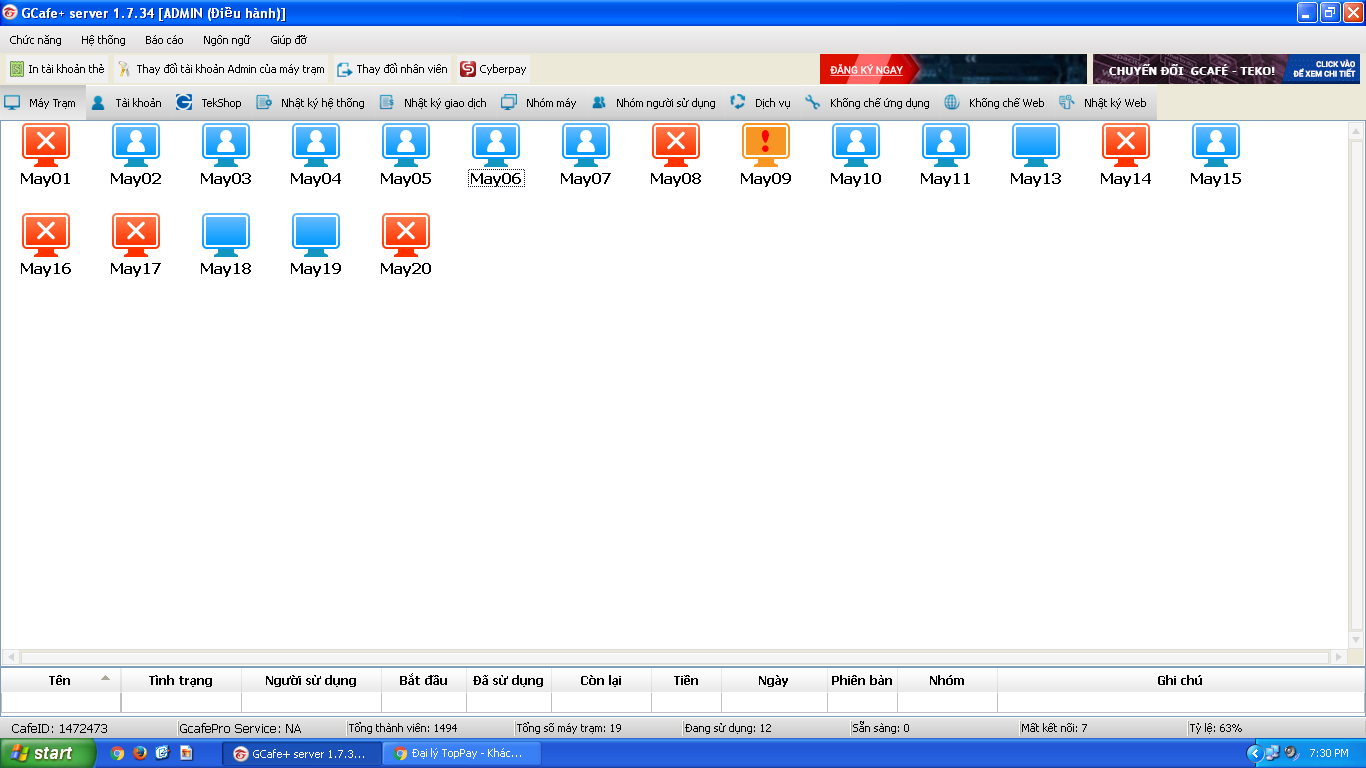 GCafe+ server 1.7.34 [ADMIN (Điều hành)]
Chức năng Hệ thống Báo cáo Ngôn ngữ Giúp đỡ
In tài khoản thẻ Thay đổi tài khoản Admin của máy trạm Thay đổi nhân viên Cyberpay
ĐĂNG KÝ NGAY
CHUYỂN ĐỔI GCAFÉ - TEKO!
CLICK VÀO
ĐỂ XEM CHI TIẾT
Máy Trạm Tài khoản TekShop Nhật ký hệ thống Nhật ký giao dịch Nhóm máy Nhóm người sử dụng Dịch vụ Khống chế ứng dụng Khống chế Web Nhật ký Web
May01 May02 May03 May04 May05 May06 May07 May08 May09 May10 May11 May13 May14 May15
May16 May17 May18 May19 May20
Tên Tình trạng Người sử dụng Bắt đầu Đã sử dụng Còn lại Tiền Ngày Phiên bản Nhóm Ghi chú
CafeID: 1472473 GcafePro Service: NA Tổng thành viên: 1494 Tổng số máy trạm: 19 Đang sử dụng: 12 Sẵn sàng: 0 Mất kết nối: 7 Tỷ lệ: 63%
start GCafe+ server 1.7.3... Đại lý TopPay - Khác... 7:30 PM